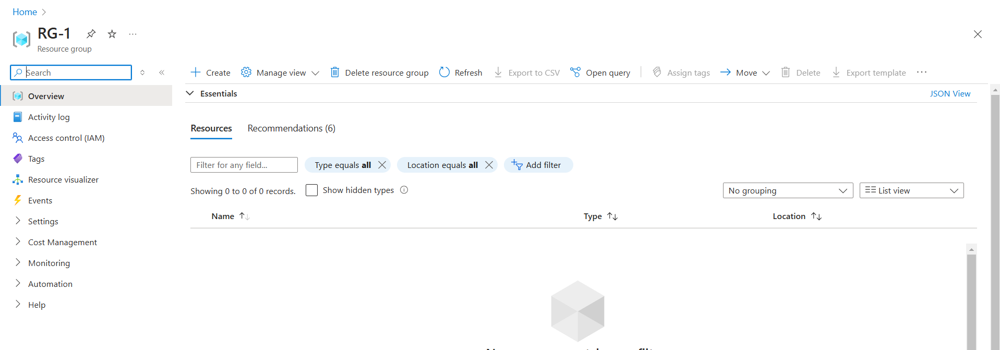 Home
RG-1
Resource group
Search
Create
Manage view
Delete resource group
Refresh
Export to CSV
Open query
Assign tags
Move
Delete
Export template
Overview
Activity log
Access control (IAM)
Tags
Resource visualizer
Events
Settings
Cost Management
Monitoring
Automation
Help
Essentials
JSON View
Resources
Recommendations (6)
Filter for any field...
Type equals all
Location equals all
Add filter
Showing 0 to 0 of 0 records.
Show hidden types
No grouping
List view
Name
Type
Location